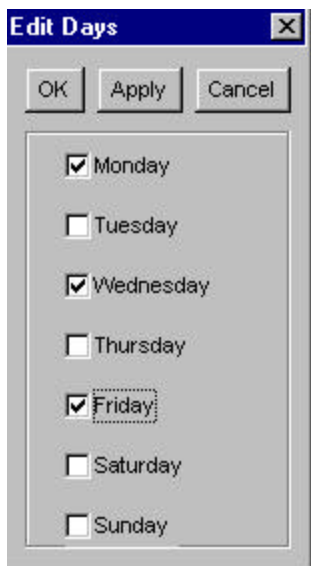 Edit Days
OK Apply Cancel
Monday
Tuesday
Wednesday
Thursday
Friday
Saturday
Sunday